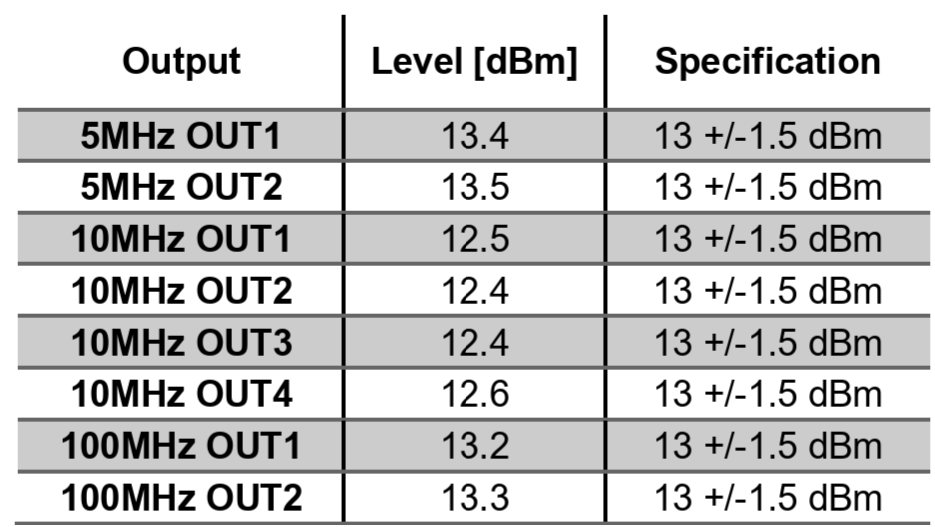 Output Level [dBm] Specification
5MHz OUT1 13.4 13 +/-1.5 dBm
5MHz OUT2 13.5 13 +/-1.5 dBm
10MHz OUT1 12.5 13 +/-1.5 dBm
10MHz OUT2 12.4 13 +/-1.5 dBm
10MHz OUT3 12.4 13 +/-1.5 dBm
10MHz OUT4 12.6 13 +/-1.5 dBm
100MHz OUT1 13.2 13 +/-1.5 dBm
100MHz OUT2 13.3 13 +/-1.5 dBm